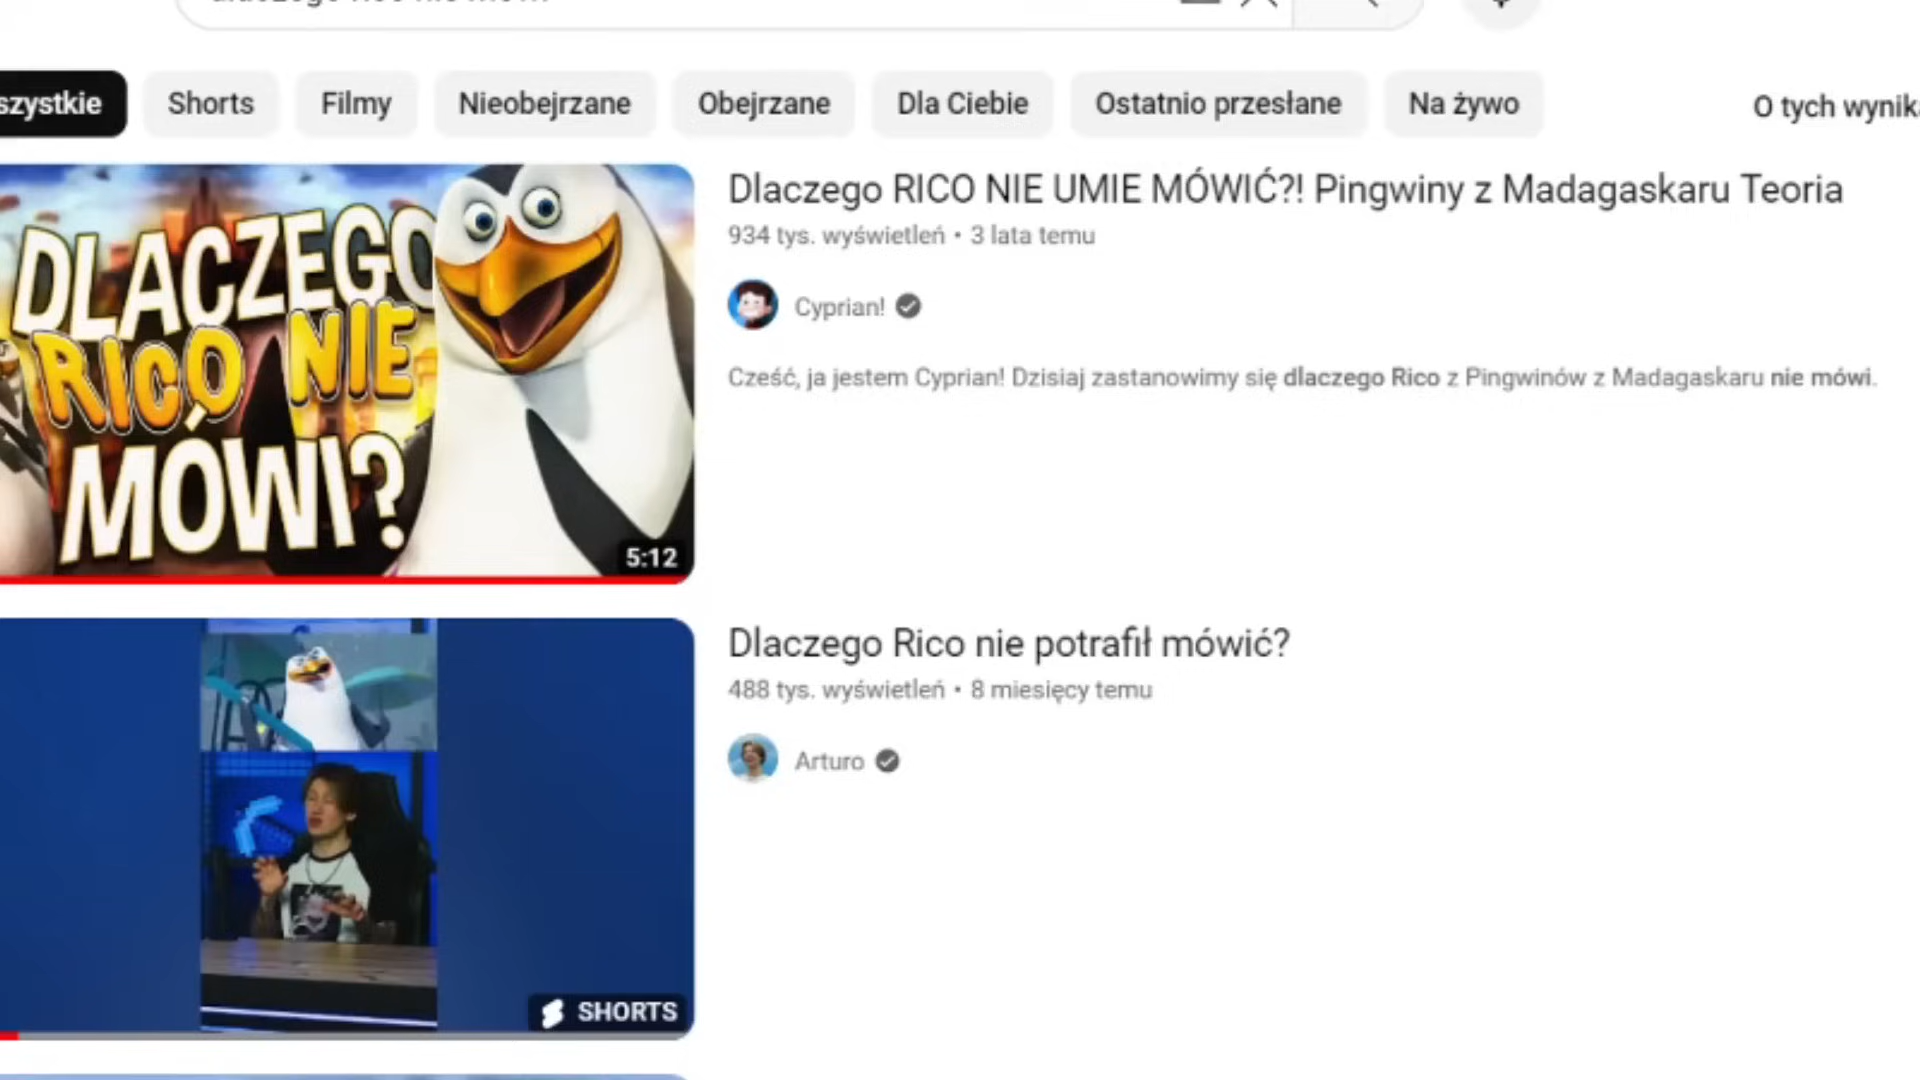 szystkie
Shorts
Filmy
Nieobejrzane
Obejrzane
Dla Ciebie
Ostatnio przesłane
Na żywo
O tych wynika
DLACZEGO
RICO NIE
MÓWI?
5:12
Dlaczego RICO NIE UMIE MÓWIĆ?! Pingwiny z Madagaskaru Teoria
934 tys. wyświetleń • 3 lata temu
Cyprian!
Cześć, ja jestem Cyprian! Dzisiaj zastanowimy się dlaczego Rico z Pingwinów z Madagaskaru nie mówi.
SHORTS
Dlaczego Rico nie potrafił mówić?
488 tys. wyświetleń • 8 miesięcy temu
Arturo